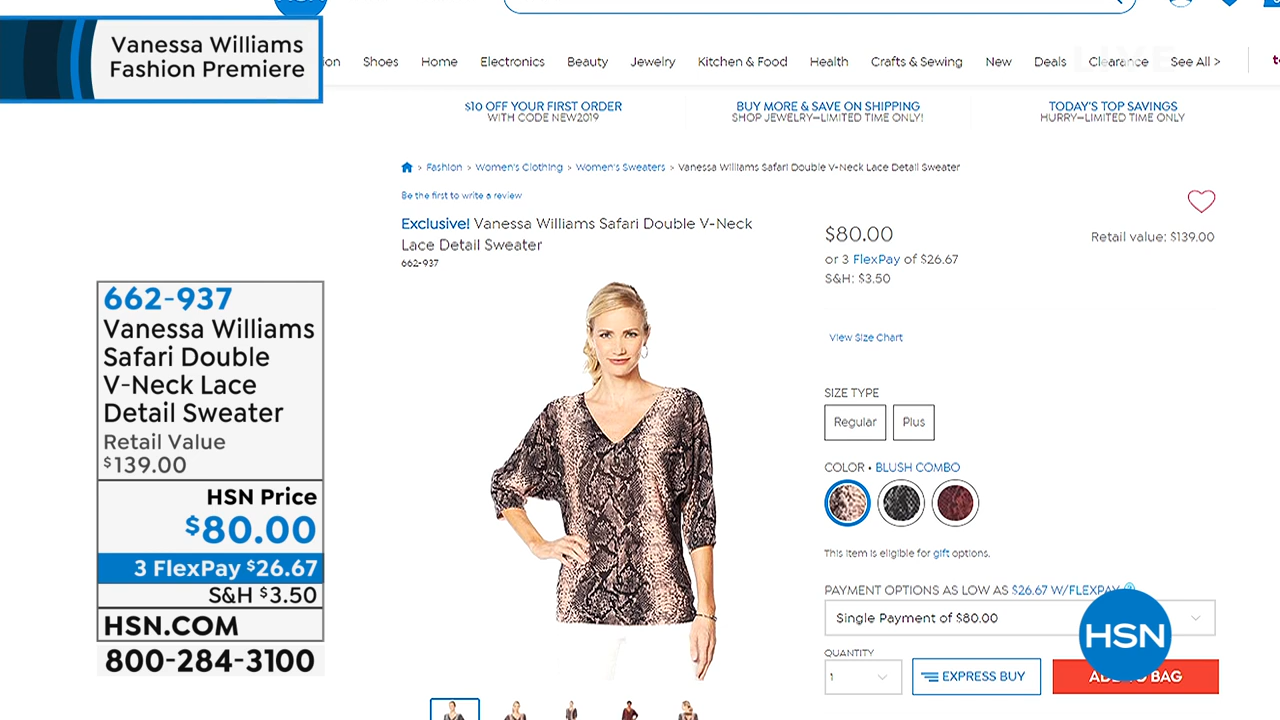 Vanessa Williams
Fashion Premiere
Shoes
Home
Electronics
Beauty
Jewelry
Kitchen & Food
Health
Crafts & Sewing
New
Deals
Clearance
See All >
LIVE
$10 OFF YOUR FIRST ORDER
WITH CODE NEW2019
BUY MORE & SAVE ON SHIPPING
SHOP JEWELRY—LIMITED TIME ONLY!
TODAY'S TOP SAVINGS
HURRY—LIMITED TIME ONLY
> Fashion > Women's Clothing > Women's Sweaters > Vanessa Williams Safari Double V-Neck Lace Detail Sweater
Be the first to write a review
Exclusive! Vanessa Williams Safari Double V-Neck
Lace Detail Sweater
662-937
$80.00
Retail value: $139.00
or 3 FlexPay of $26.67
S&H: $3.50
View Size Chart
SIZE TYPE
Regular
Plus
COLOR • BLUSH COMBO
This item is eligible for gift options.
PAYMENT OPTIONS AS LOW AS $26.67 W/FLEXPAY
Single Payment of $80.00
QUANTITY
1
EXPRESS BUY
ADD TO BAG
HSN
662-937
Vanessa Williams
Safari Double
V-Neck Lace
Detail Sweater
Retail Value
$139.00
HSN Price
$80.00
3 FlexPay $26.67
S&H $3.50
HSN.COM
800-284-3100